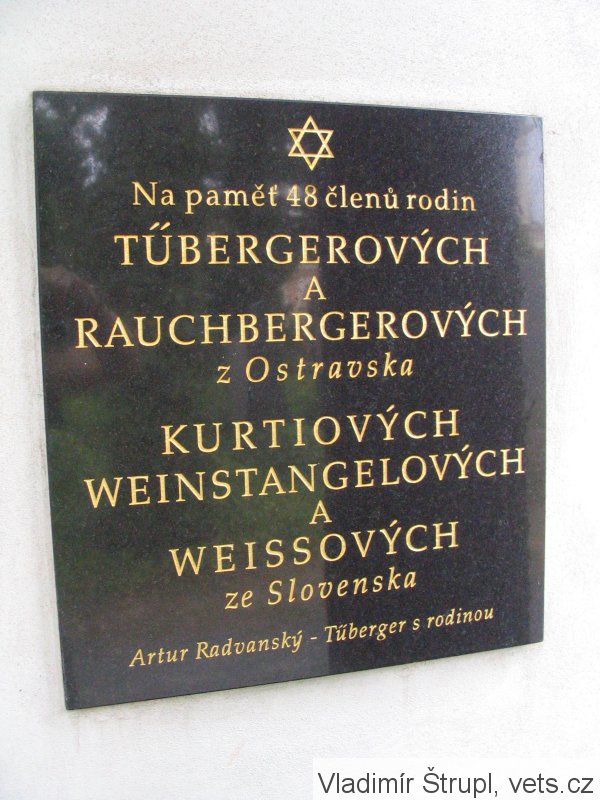 Na paměť 48 členů rodin
TŰBERGEROVÝCH
A
RAUCHBERGEROVÝCH
z Ostravska
KURTIOVÝCH
WEINSTANGELOVÝCH
A
WEISSOVÝCH
ze Slovenska
Artur Radvanský - Tűberger s rodinou
Vladimír Štrupl, vets.cz